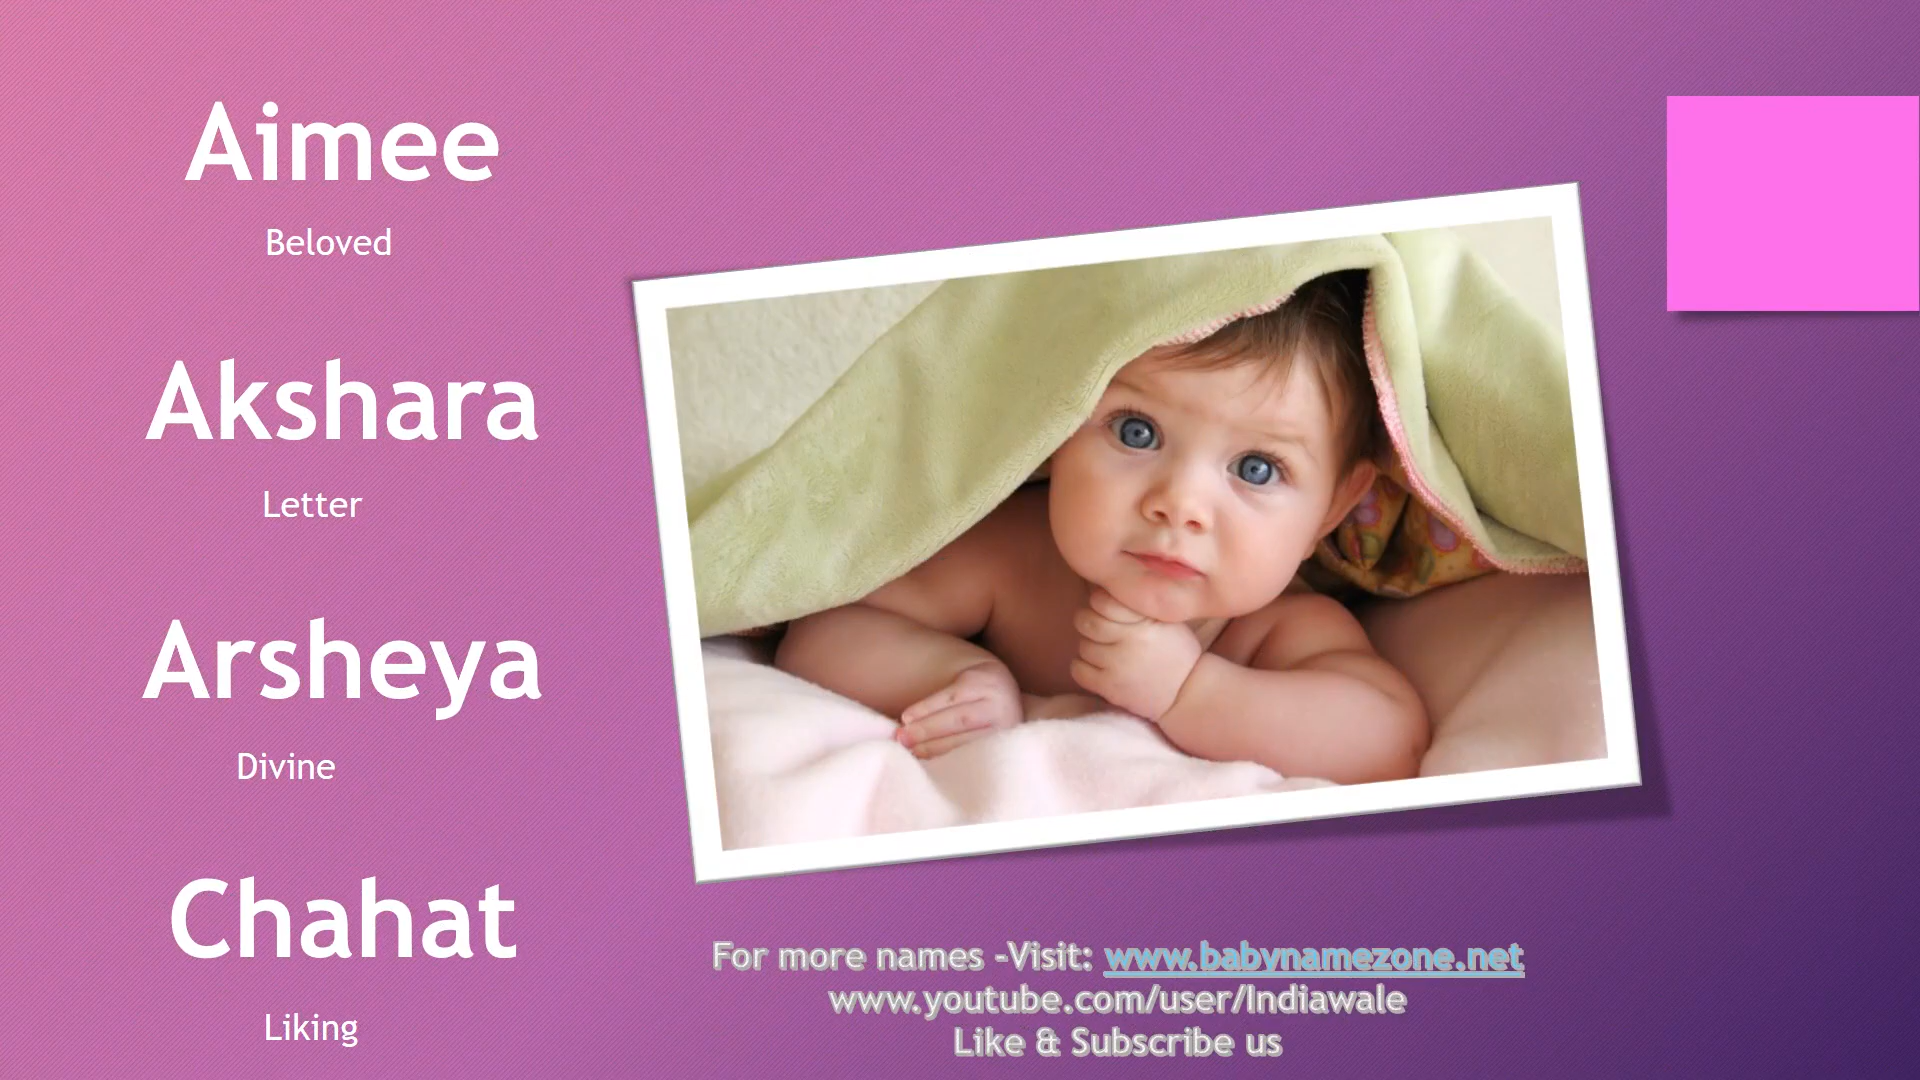 Aimee
Beloved
Akshara
Letter
Arsheya
Divine
Chahat
Liking
For more names -Visit: www.babynamezone.net
www.youtube.com/user/Indiawale
Like & Subscribe us